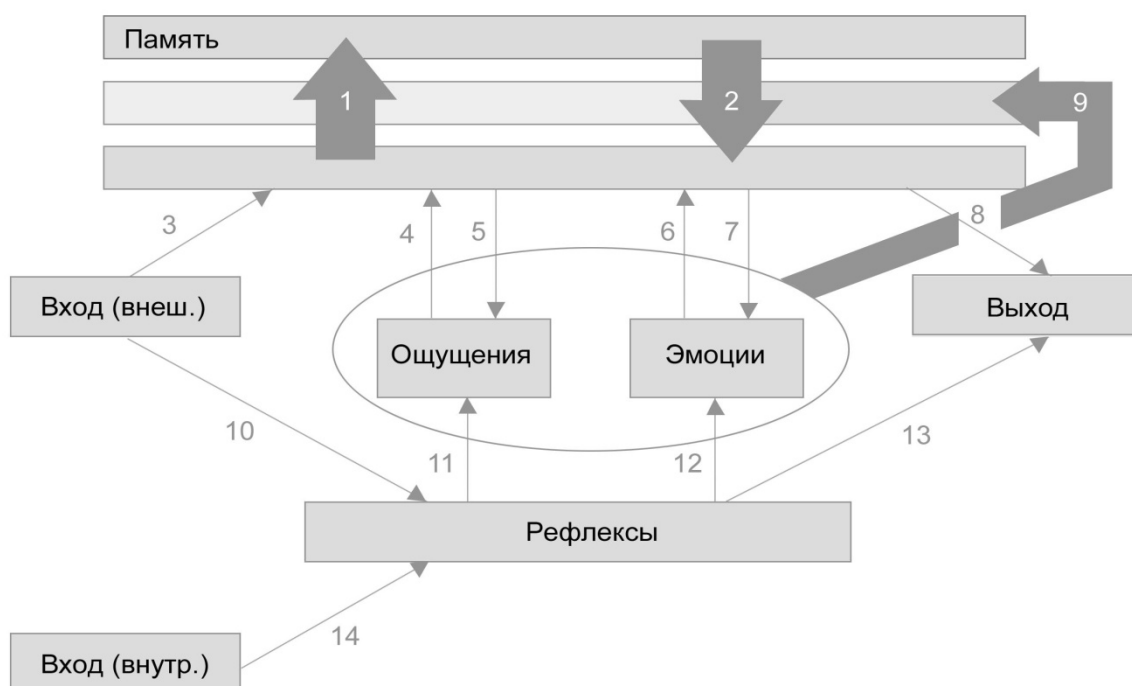 Память
1
2
9
3
4
5
6
7
8
Вход (внеш.)
Выход
Ощущения
Эмоции
10
11
12
13
Рефлексы
14
Вход (внутр.)